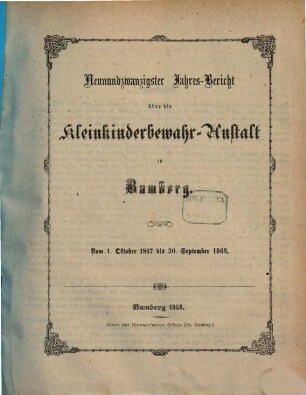 Neunundzwanzigster Jahres-Bericht
über die
Kleinkinderbewahr-Anstalt
in
Bamberg.
Vom 1. Oktober 1867 bis 30. September 1868.
Bamberg 1868.